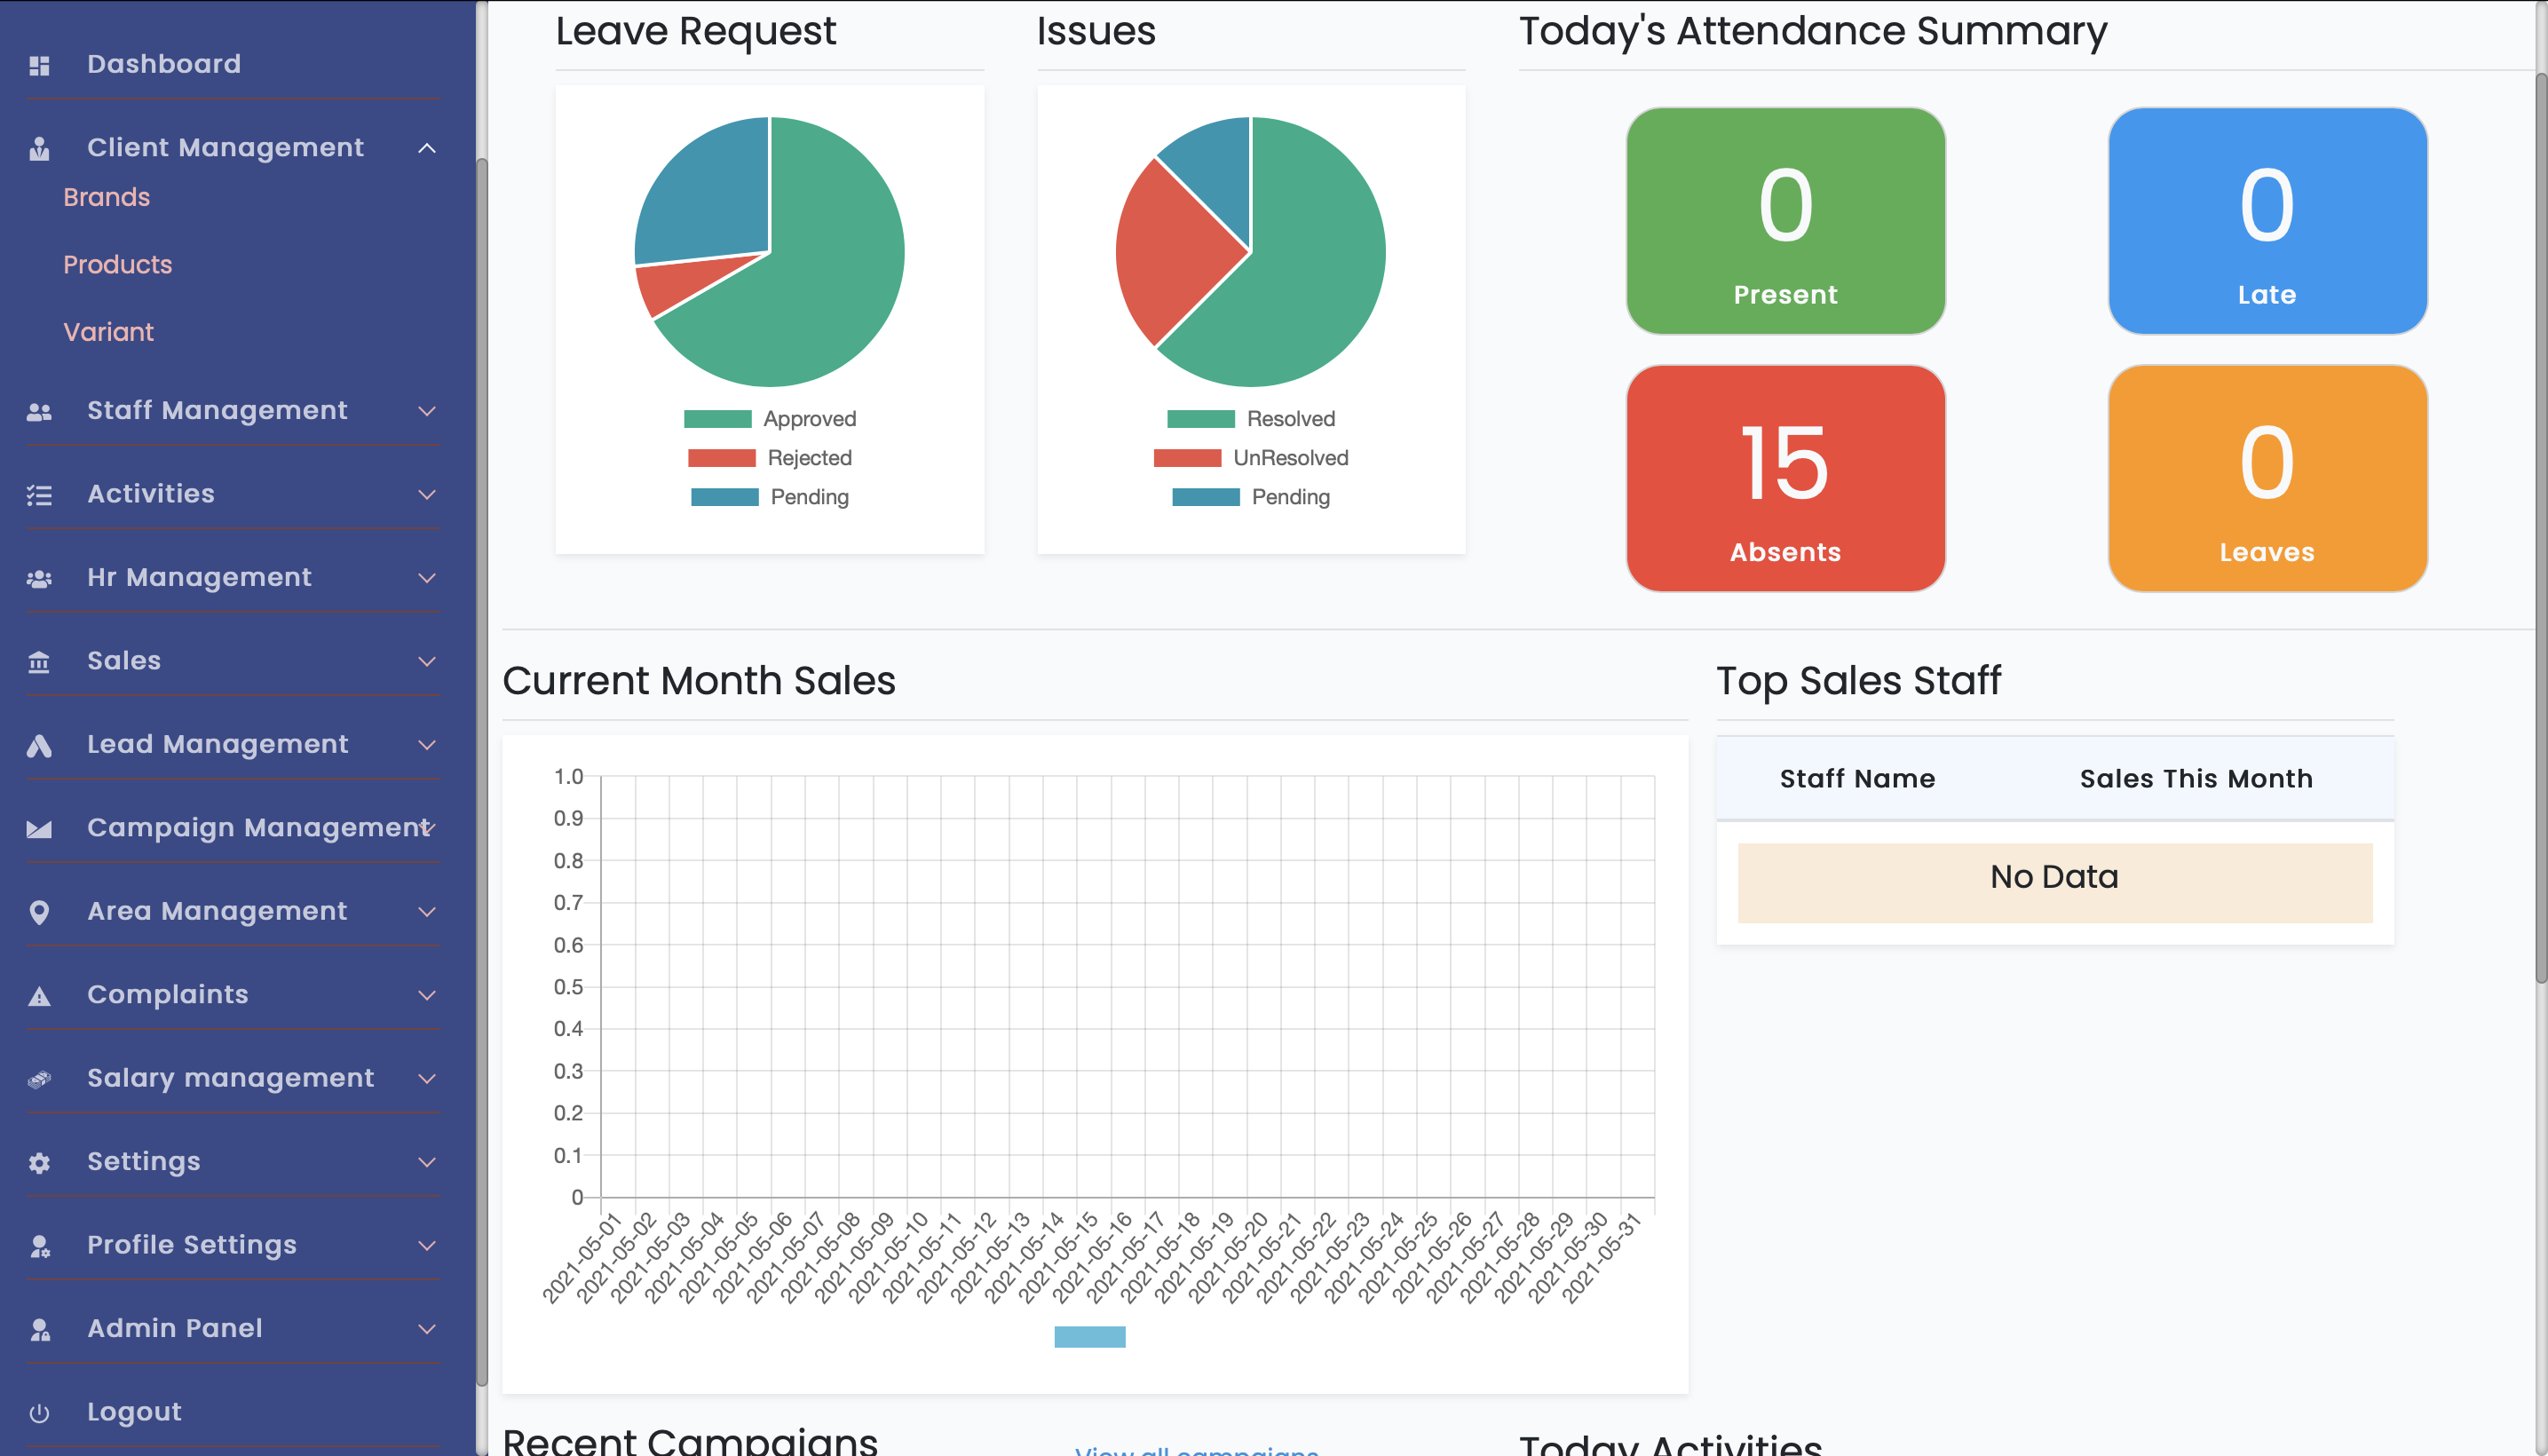 Dashboard
Client Management
Brands
Products
Variant
Staff Management
Activities
Hr Management
Sales
Lead Management
Campaign Management
Area Management
Complaints
Salary management
Settings
Profile Settings
Admin Panel
Logout
Leave Request
Approved
Rejected
Pending
Issues
Resolved
UnResolved
Pending
Today's Attendance Summary
0
Present
0
Late
15
Absents
0
Leaves
Current Month Sales
1.0
0.9
0.8
0.7
0.6
0.5
0.4
0.3
0.2
0.1
0
2021-05-01
2021-05-02
2021-05-03
2021-05-04
2021-05-05
2021-05-06
2021-05-07
2021-05-08
2021-05-09
2021-05-10
2021-05-11
2021-05-12
2021-05-13
2021-05-14
2021-05-15
2021-05-16
2021-05-17
2021-05-18
2021-05-19
2021-05-20
2021-05-21
2021-05-22
2021-05-23
2021-05-24
2021-05-25
2021-05-26
2021-05-27
2021-05-28
2021-05-29
2021-05-30
2021-05-31
Top Sales Staff
Staff Name Sales This Month
No Data
Recent Campaigns
View all campaigns
Today Activities